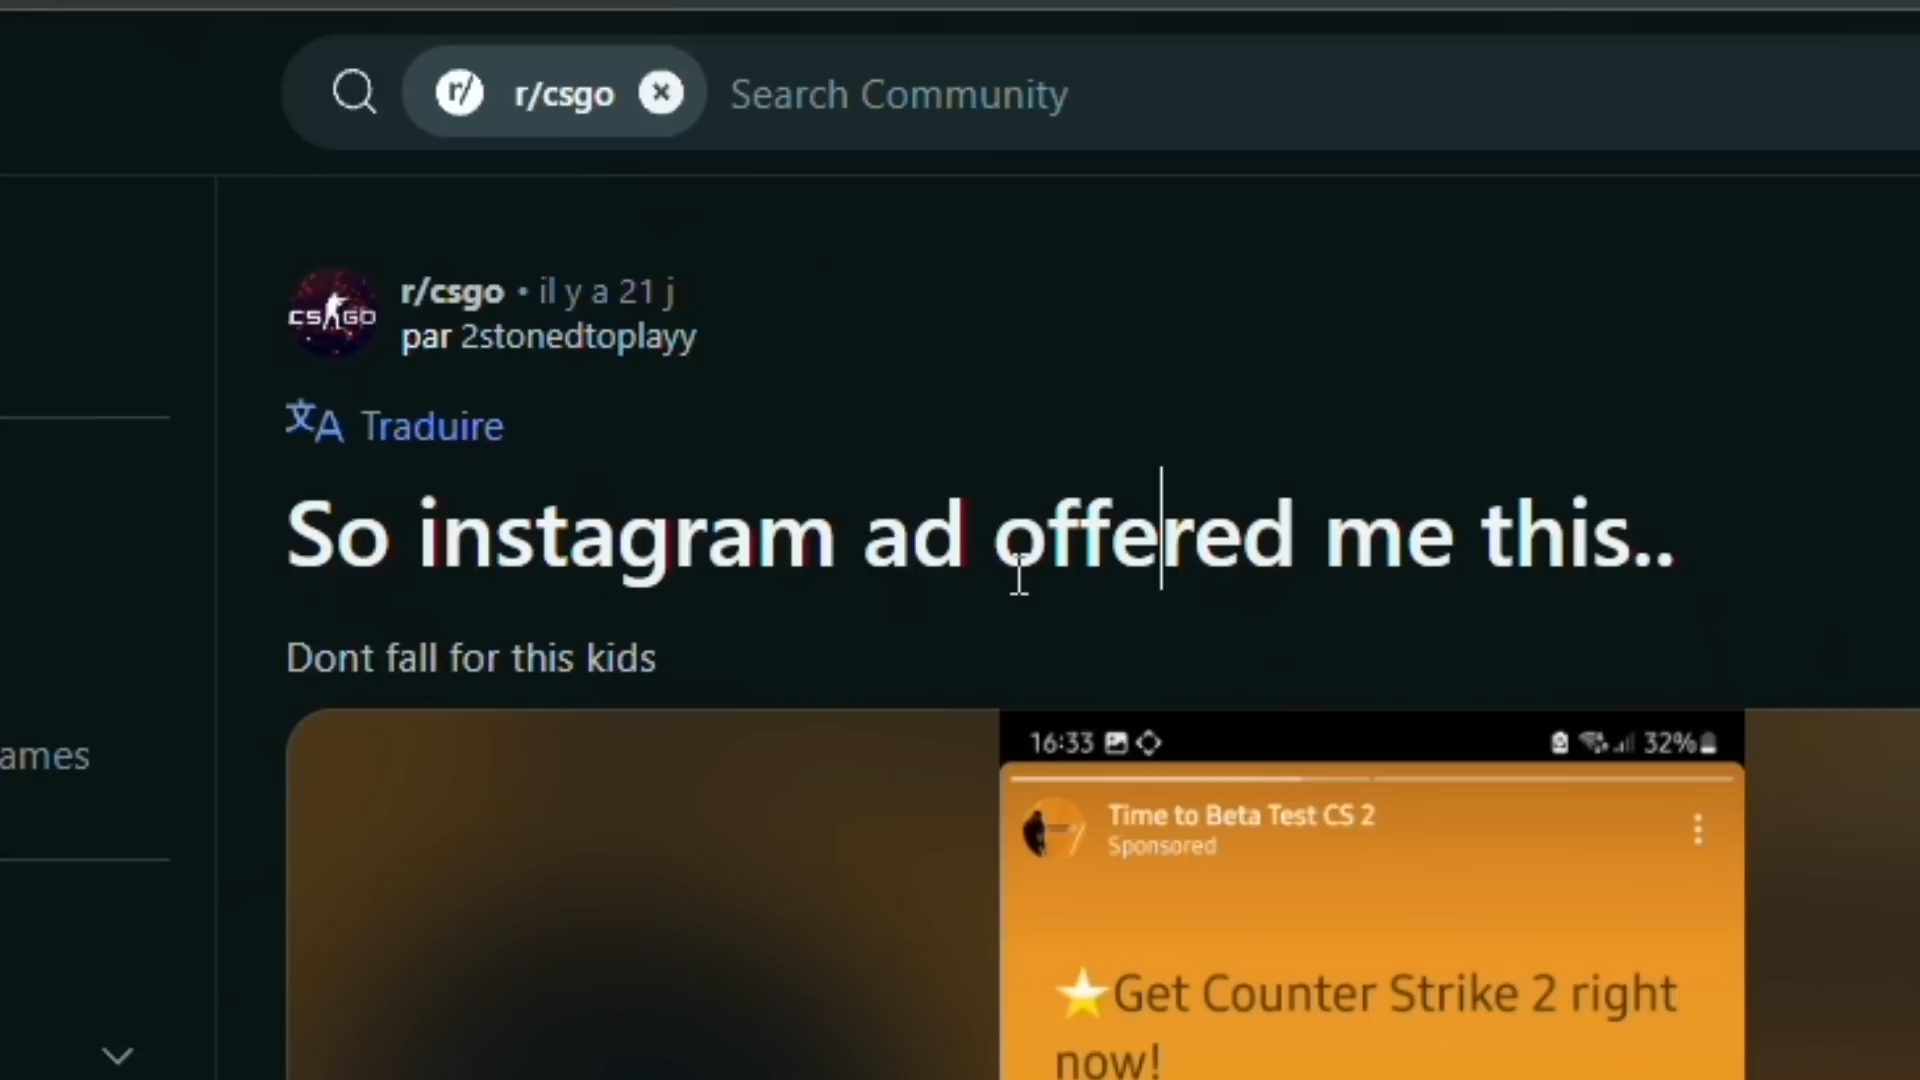 r/ r/csgo Search Community
r/csgo • il y a 21 j
CS GO
par 2stonedtoplayy
文A Traduire
So instagram ad offered me this..
Dont fall for this kids
ames
16:33 32%
Time to Beta Test CS 2
Sponsored
⭐Get Counter Strike 2 right
now!